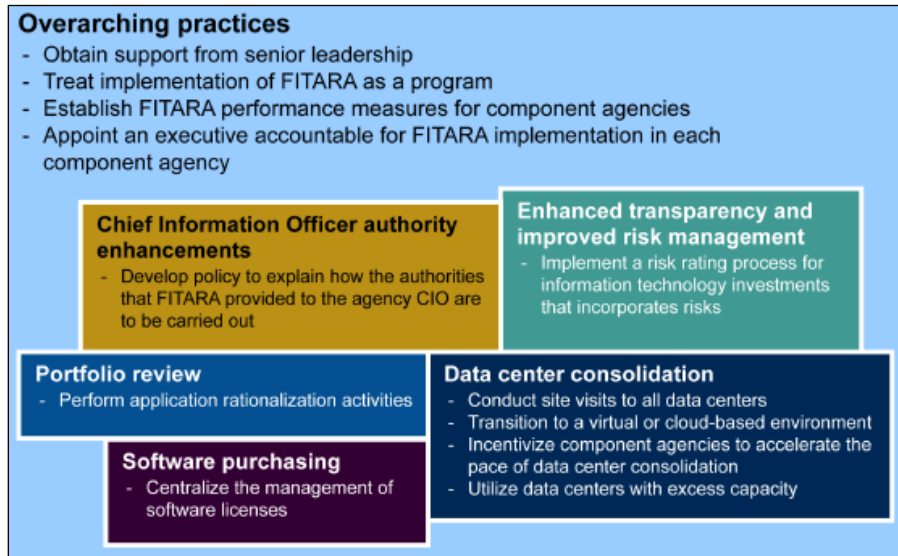 Overarching practices
- Obtain support from senior leadership
- Treat implementation of FITARA as a program
- Establish FITARA performance measures for component agencies
- Appoint an executive accountable for FITARA implementation in each
component agency
Chief Information Officer authority
enhancements
- Develop policy to explain how the authorities
that FITARA provided to the agency CIO are
to be carried out
Enhanced transparency and
improved risk management
- Implement a risk rating process for
information technology investments
that incorporates risks
Portfolio review
- Perform application rationalization activities
Data center consolidation
- Conduct site visits to all data centers
- Transition to a virtual or cloud-based environment
- Incentivize component agencies to accelerate the
pace of data center consolidation
- Utilize data centers with excess capacity
Software purchasing
- Centralize the management of
software licenses